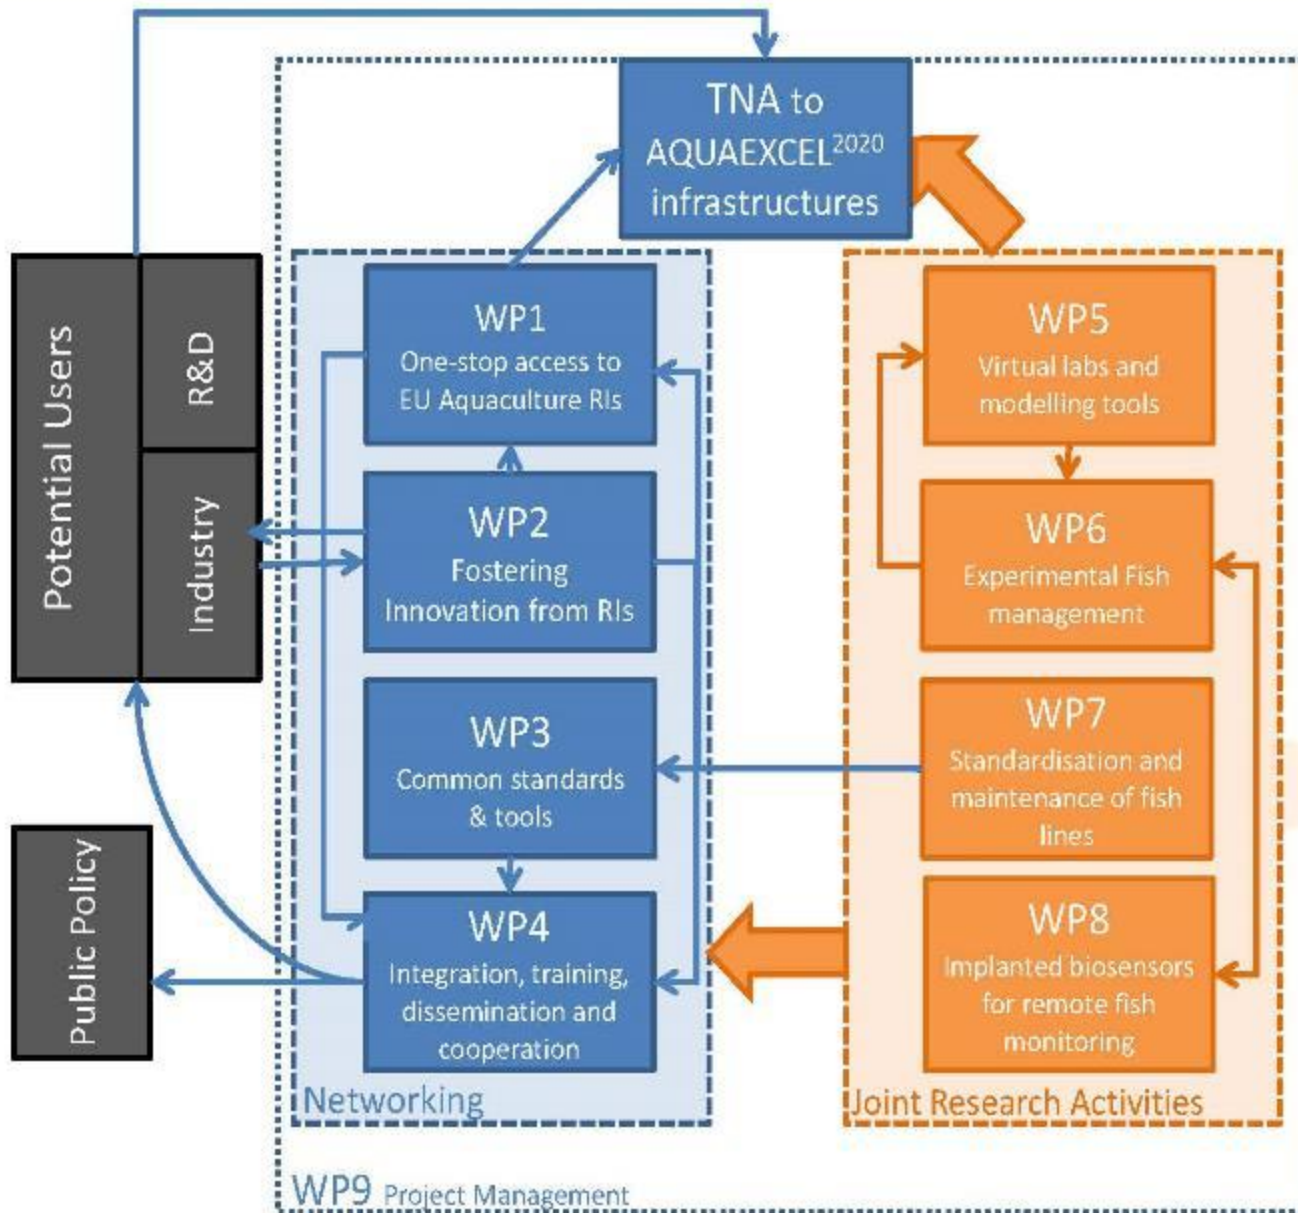 TNA to
AQUAEXCEL²⁰²⁰
infrastructures
Potential Users
R&D
Industry
Public Policy
WP1
One-stop access to
EU Aquaculture RIs
WP2
Fostering
Innovation from RIs
WP3
Common standards
& tools
WP4
Integration, training,
dissemination and
cooperation
Networking
WP5
Virtual labs and
modelling tools
WP6
Experimental Fish
management
WP7
Standardisation and
maintenance of fish
lines
WP8
Implanted biosensors
for remote fish
monitoring
Joint Research Activities
WP9 Project Management